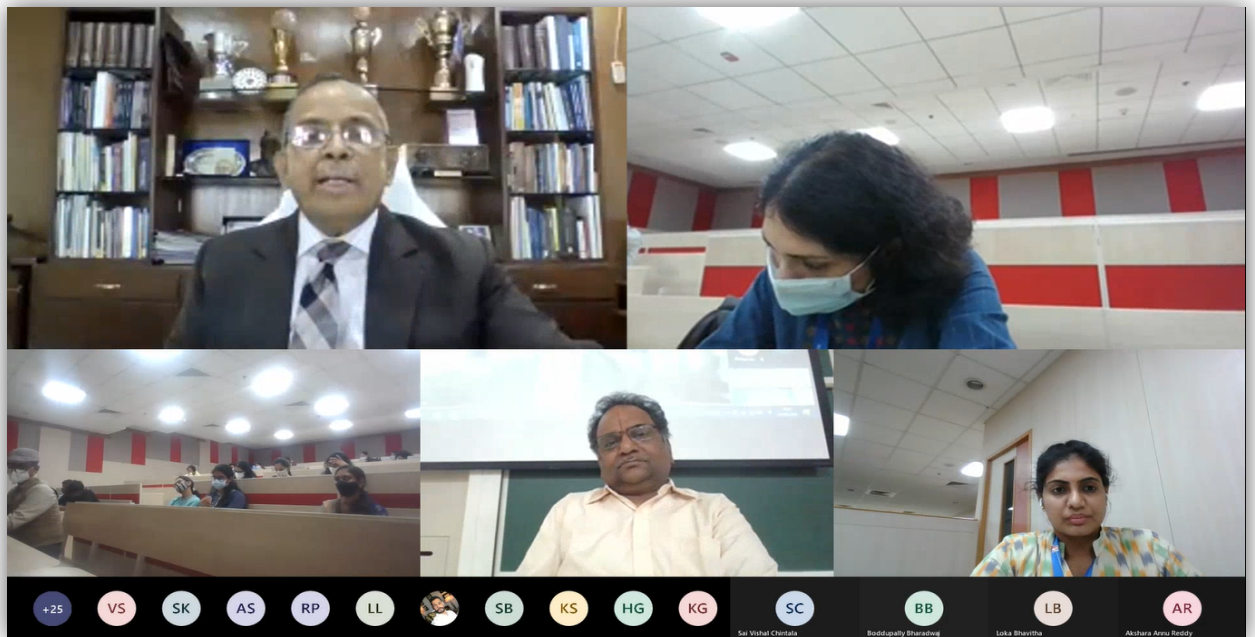 +25
VS
SK
AS
RP
LL
SB
KS
HG
KG
SC
BB
LB
AR
Sai Vishal Chintala
Boddupally Bharadwaj
Loka Bhavitha
Akshara Annu Reddy